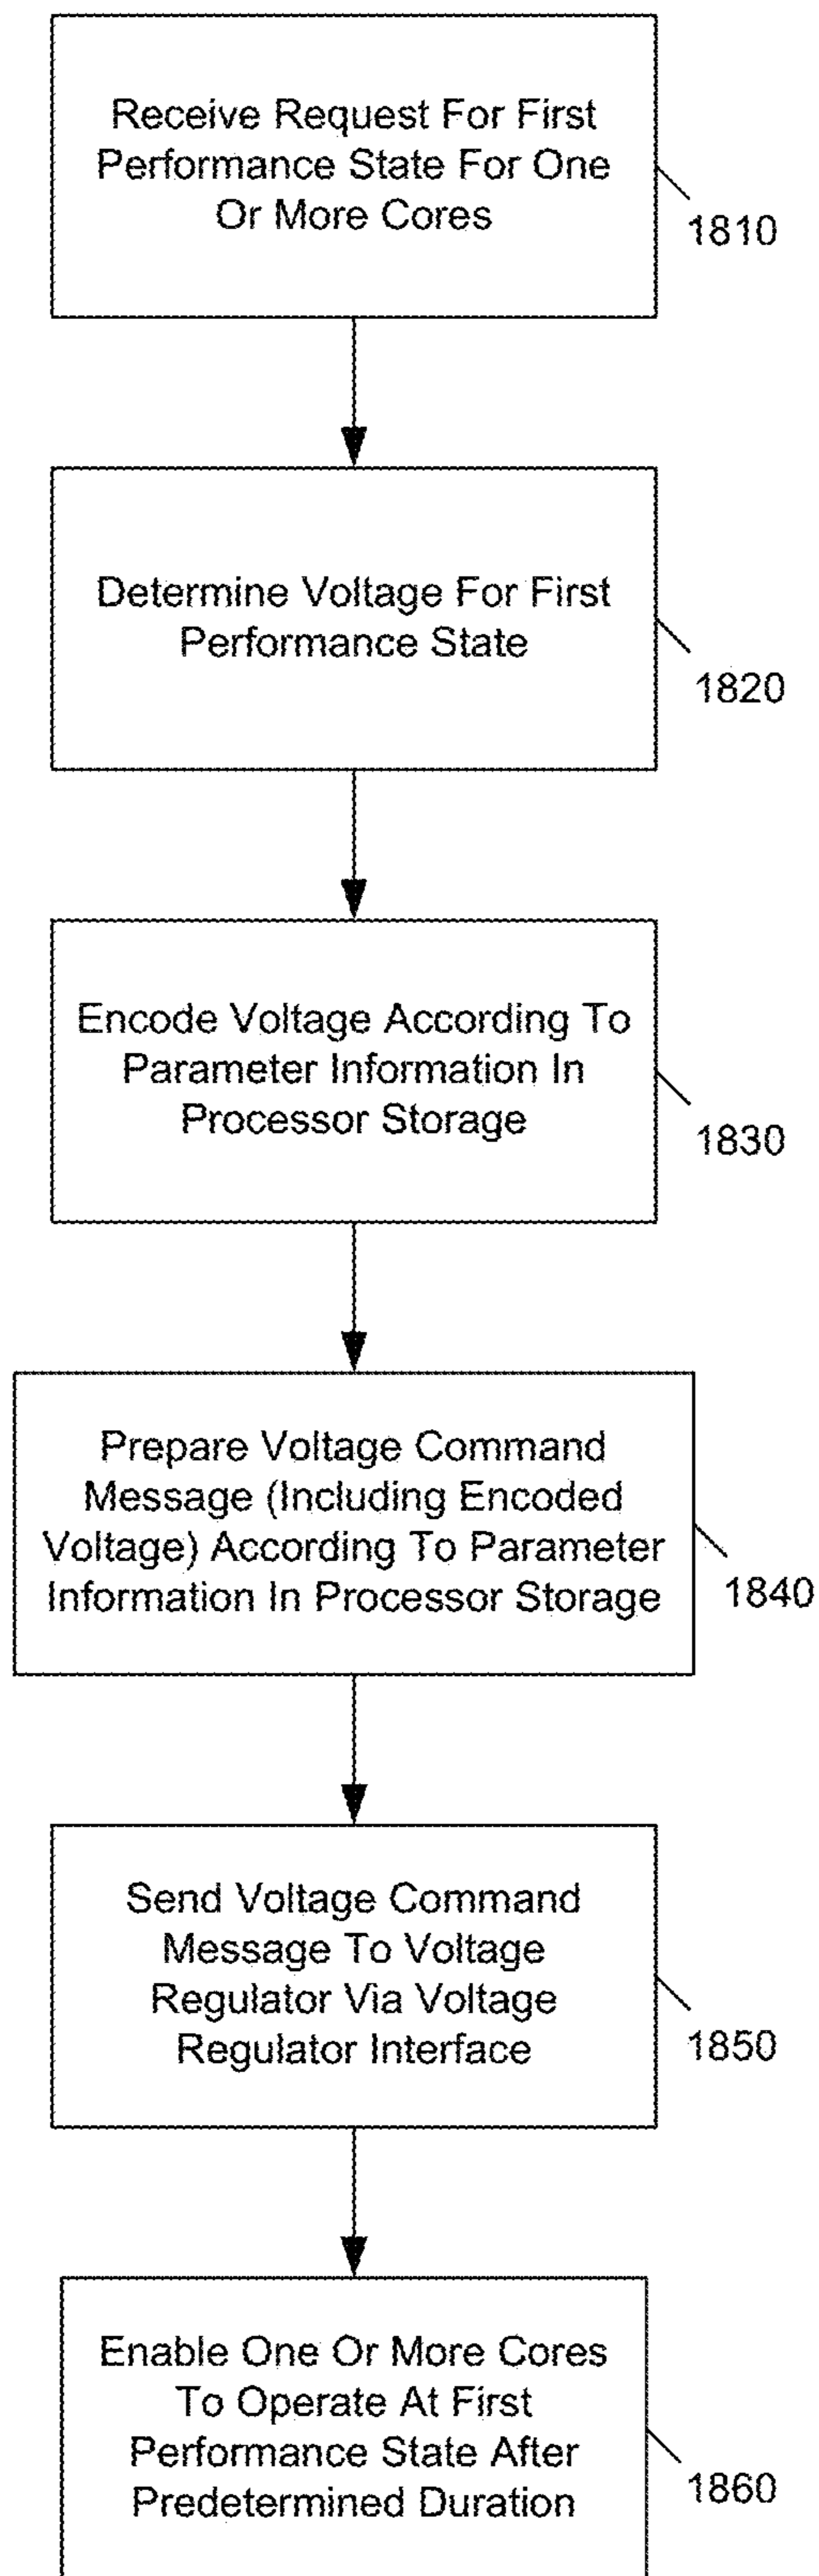 Receive Request For First
Performance State For One
Or More Cores
1810
Determine Voltage For First
Performance State
1820
Encode Voltage According To
Parameter Information In
Processor Storage
1830
Prepare Voltage Command
Message (Including Encoded
Voltage) According To Parameter
Information In Processor Storage
1840
Send Voltage Command
Message To Voltage
Regulator Via Voltage
Regulator Interface
1850
Enable One Or More Cores
To Operate At First
Performance State After
Predetermined Duration
1860